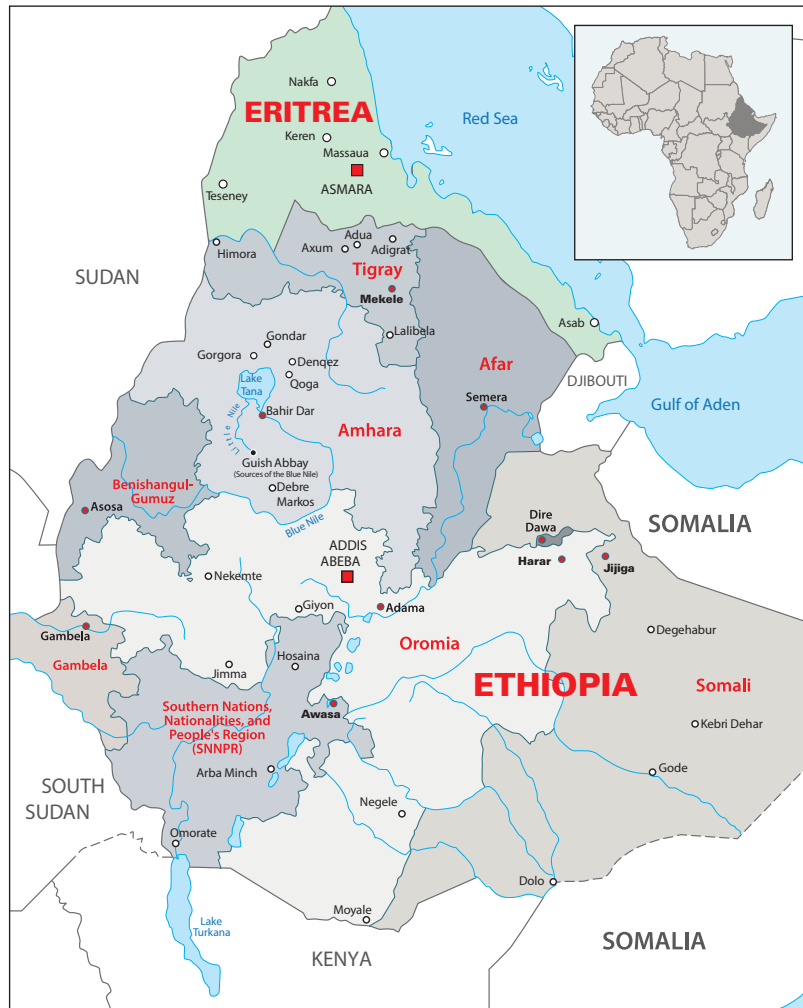 Nakfa
ERITREA
Red Sea
Keren
Massaua
ASMARA
Teseney
Himora
Adua
Axum
Adigrat
SUDAN
Tigray
Mekele
Asab
Lalibela
Gondar
Gorgora
Denqez
Qoga
Afar
DJIBOUTI
Lake
Tana
Semera
Gulf of Aden
Bahir Dar
Little Nile
Amhara
Guish Abbay
(Sources of the Blue Nile)
Benishangul-
Gumuz
Debre
Markos
Asosa
Blue Nile
Dire
Dawa
SOMALIA
ADDIS
ABEBA
Harar
Jijiga
Nekemte
Giyon
Adama
Gambela
Degehabur
Oromia
Gambela
Hosaina
Jimma
ETHIOPIA
Somali
Southern Nations,
Nationalities, and
People's Region
(SNNPR)
Awasa
Kebri Dehar
Arba Minch
Gode
SOUTH
SUDAN
Negele
Omorate
Dolo
Moyale
Lake
Turkana
KENYA
SOMALIA